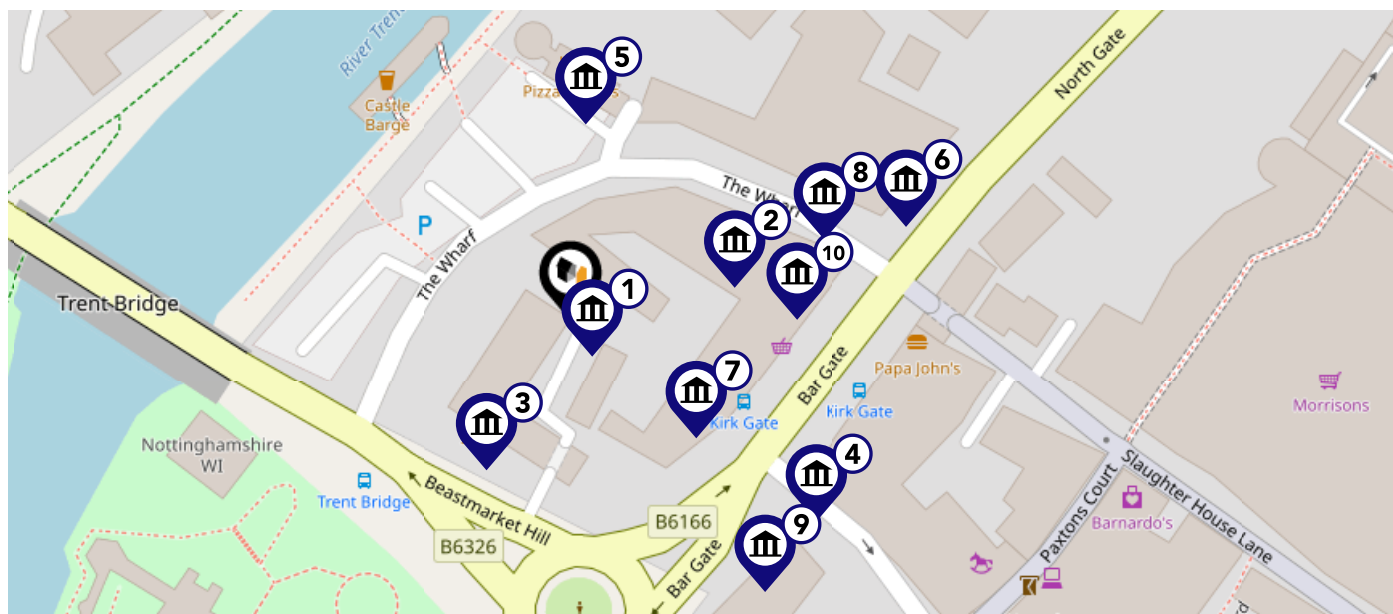 River Trent
5
North Gate
Pizza
Castle
Barge
8
6
The Wharf
2
P
10
The Wharf
1
Trent Bridge
Bar Gate
Papa John's
7
Kirk Gate
Kirk Gate
3
Morrisons
Nottinghamshire
WI
4
Trent Bridge
Beastmarket Hill
Slaughter House Lane
Paxtons Court
Barnardo's
B6166
9
B6326
Bar Gate